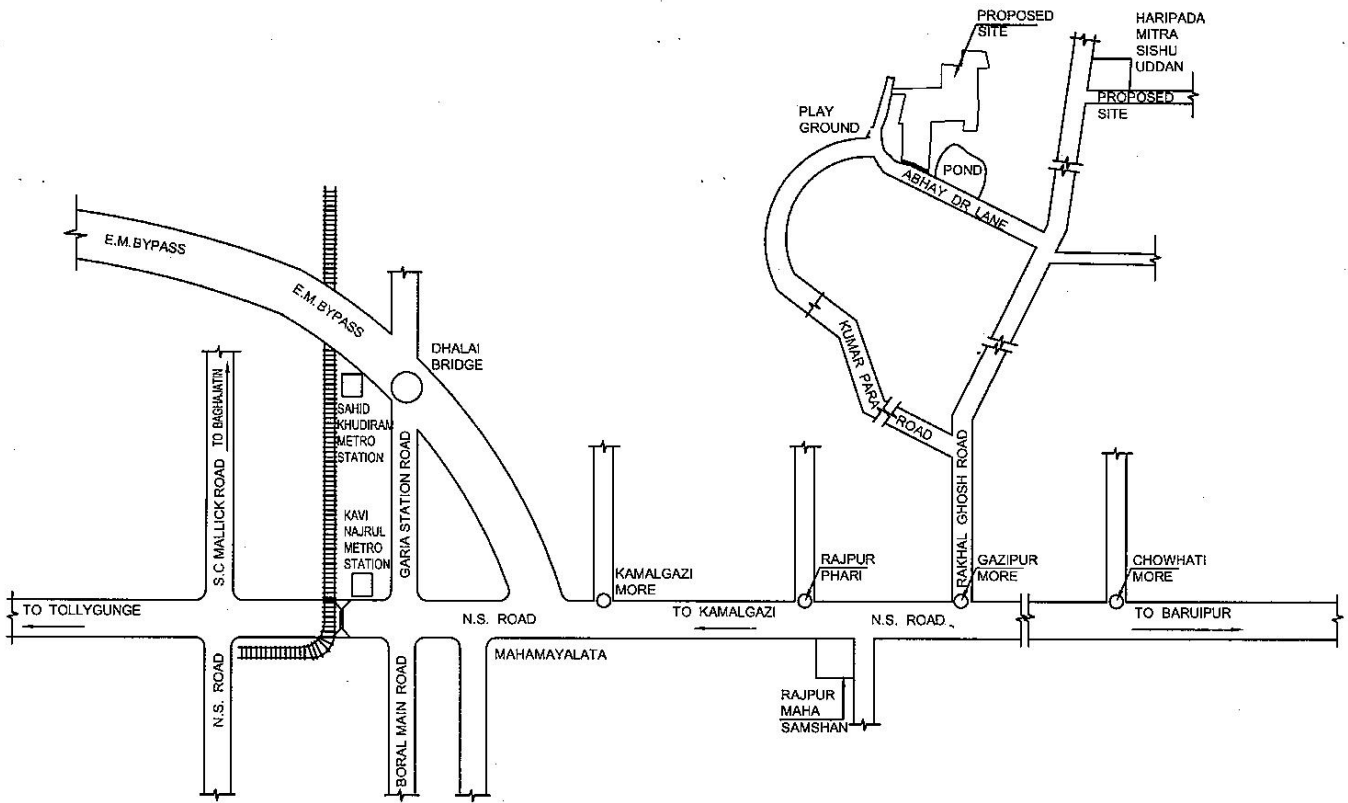 PROPOSED
SITE
HARIPADA
MITRA
SISHU
UDDAN
PROPOSED
SITE
PLAY
GROUND
POND
ABHAY DR LANE
E.M.BYPASS
E.M.BYPASS
DHALAI
BRIDGE
KUMAR PARA
ROAD
S.C MALLICK ROAD TO BAGHAJATIN
SAHID
KHUDIRAM
METRO
STATION
GARIA STATION ROAD
KAVI
NAJRUL
METRO
STATION
RAKHAL GHOSH ROAD
KAMALGAZI
MORE
RAJPUR
PHARI
GAZIPUR
MORE
CHOWHATI
MORE
TO TOLLYGUNGE
N.S. ROAD
TO KAMALGAZI
N.S. ROAD
TO BARUIPUR
MAHAMAYALATA
N.S. ROAD
BORAL MAIN ROAD
RAJPUR
MAHA
SAMSHAN